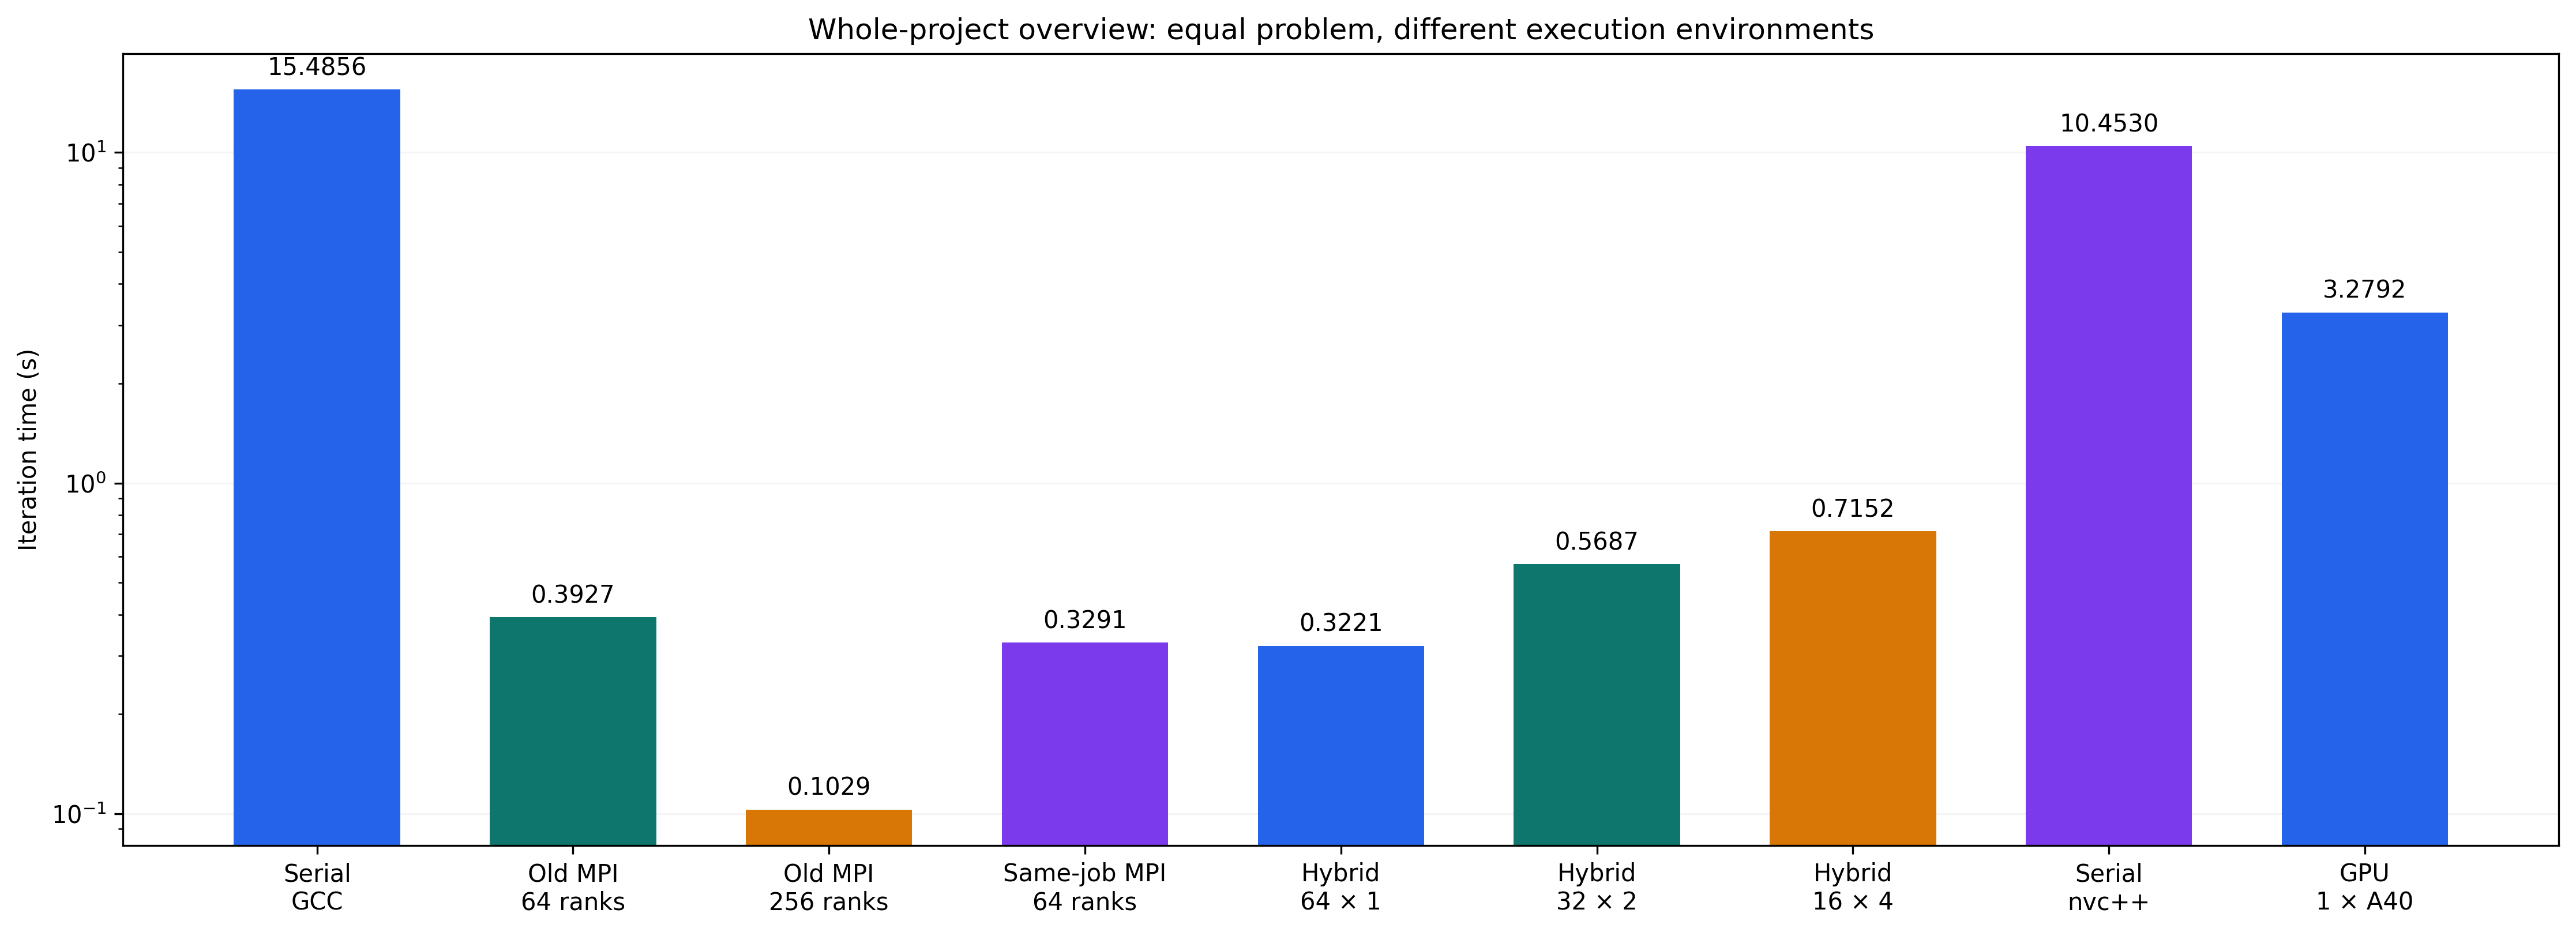 Whole-project overview: equal problem, different execution environments
Iteration time (s)
10¹
10⁰
10⁻¹
15.4856
0.3927
0.1029
0.3291
0.3221
0.5687
0.7152
10.4530
3.2792
Serial
GCC
Old MPI
64 ranks
Old MPI
256 ranks
Same-job MPI
64 ranks
Hybrid
64 × 1
Hybrid
32 × 2
Hybrid
16 × 4
Serial
nvc++
GPU
1 × A40